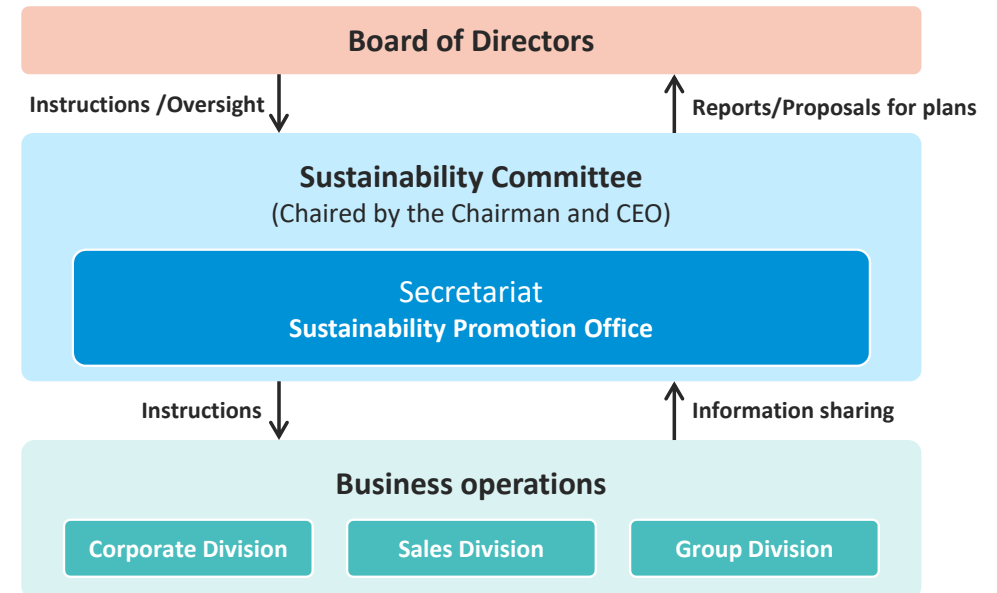 Board of Directors
Instructions /Oversight
Reports/Proposals for plans
Sustainability Committee
(Chaired by the Chairman and CEO)
Secretariat
Sustainability Promotion Office
Instructions
Information sharing
Business operations
Corporate Division
Sales Division
Group Division